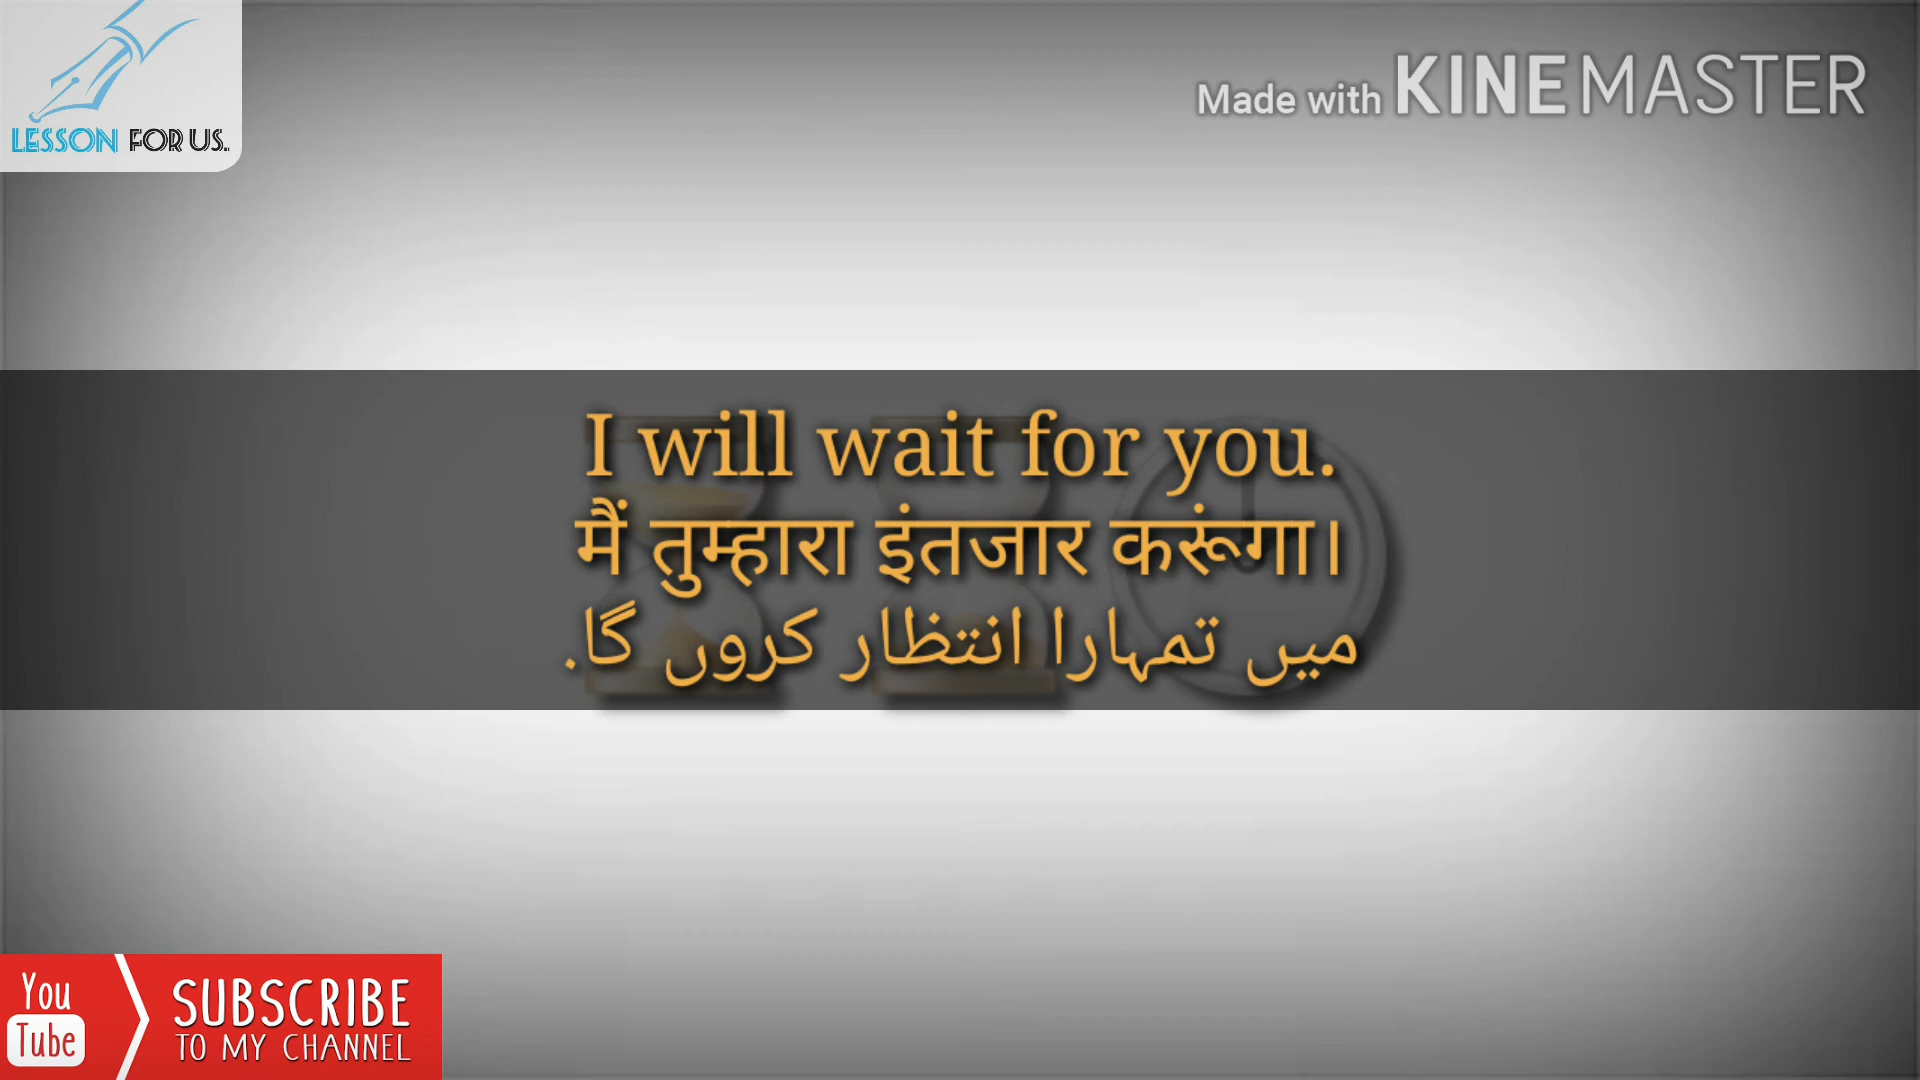 LESSON FOR US.
Made with KINEMASTER
I will wait for you.
मैं तुम्हारा इंतजार करूंगा।
میں تمہارا انتظار کروں گا.
You Tube
SUBSCRIBE
TO MY CHANNEL